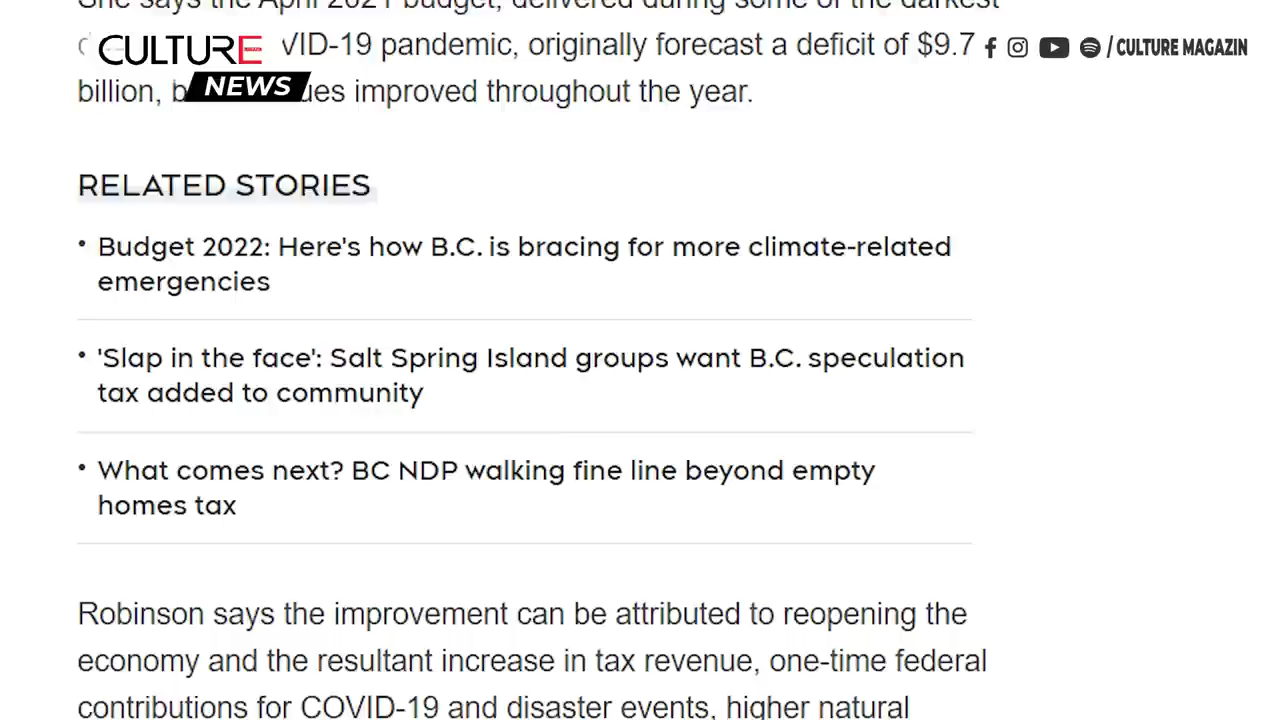 She says the April 2021 budget, delivered during some of the darkest
CULTURE
NEWS
VID-19 pandemic, originally forecast a deficit of $9.7
/ CULTURE MAGAZIN
billion, b ues improved throughout the year.
RELATED STORIES
• Budget 2022: Here's how B.C. is bracing for more climate-related
emergencies
• 'Slap in the face': Salt Spring Island groups want B.C. speculation
tax added to community
• What comes next? BC NDP walking fine line beyond empty
homes tax
Robinson says the improvement can be attributed to reopening the
economy and the resultant increase in tax revenue, one-time federal
contributions for COVID-19 and disaster events, higher natural